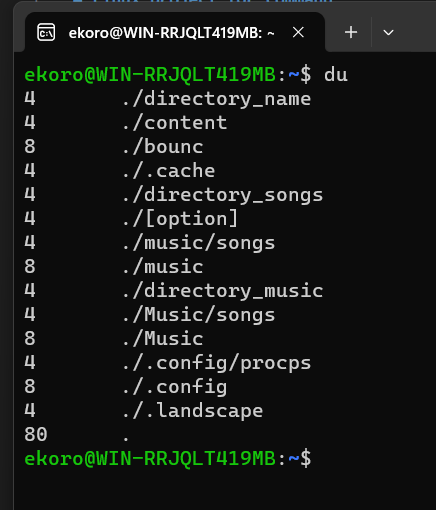 ekoro@WIN-RRJQLT419MB: ~
ekoro@WIN-RRJQLT419MB:~$ du
4 ./directory_name
4 ./content
8 ./bounc
4 ./.cache
4 ./directory_songs
4 ./[option]
4 ./music/songs
8 ./music
4 ./directory_music
4 ./Music/songs
8 ./Music
4 ./.config/procps
8 ./.config
4 ./.landscape
80 .
ekoro@WIN-RRJQLT419MB:~$